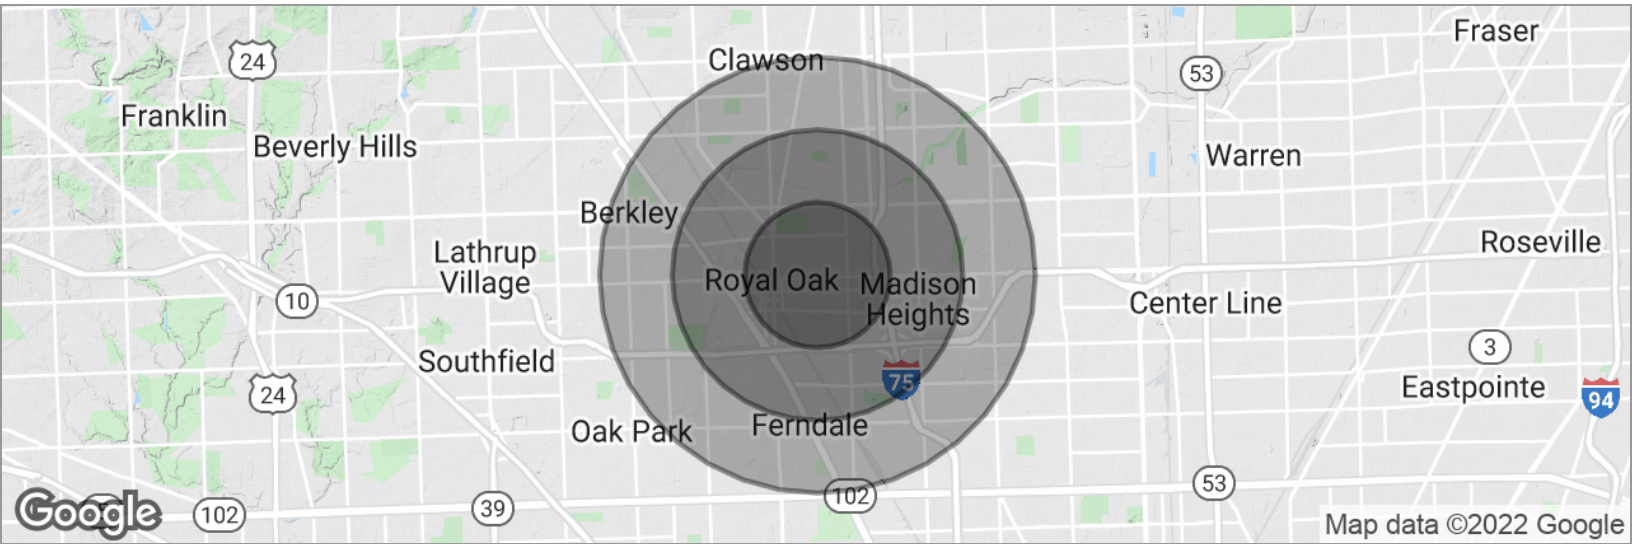 Fraser
Clawson
24
53
Franklin
Beverly Hills
Warren
Berkley
Roseville
Lathrup
Village
Royal Oak
Madison
Heights
10
Center Line
3
Southfield
75
24
Eastpointe
94
Ferndale
Oak Park
53
102
39
102
Google
Map data ©2022 Google